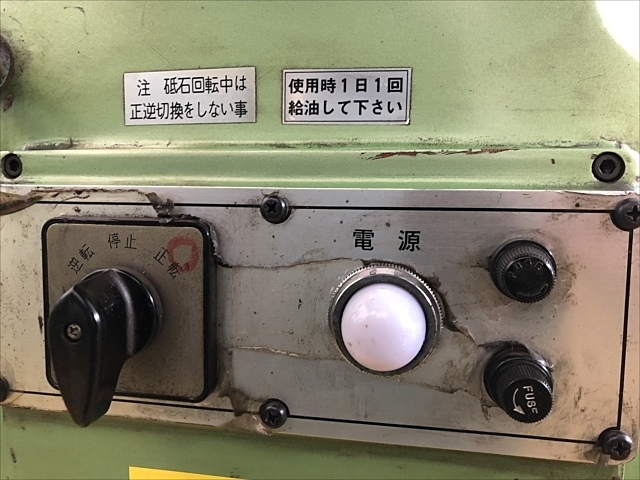 注 砥石回転中は
正逆切換をしない事
使用時1日1回
給油して下さい
逆転 停止 正転
電源
FUSE